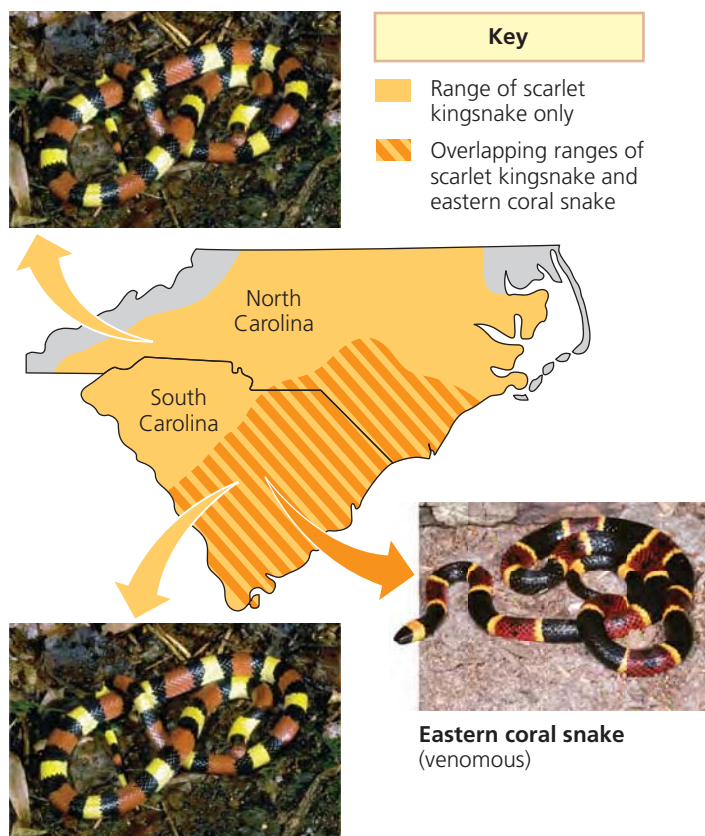 Key
Range of scarlet
kingsnake only
Overlapping ranges of
scarlet kingsnake and
eastern coral snake
North
Carolina
South
Carolina
Eastern coral snake
(venomous)